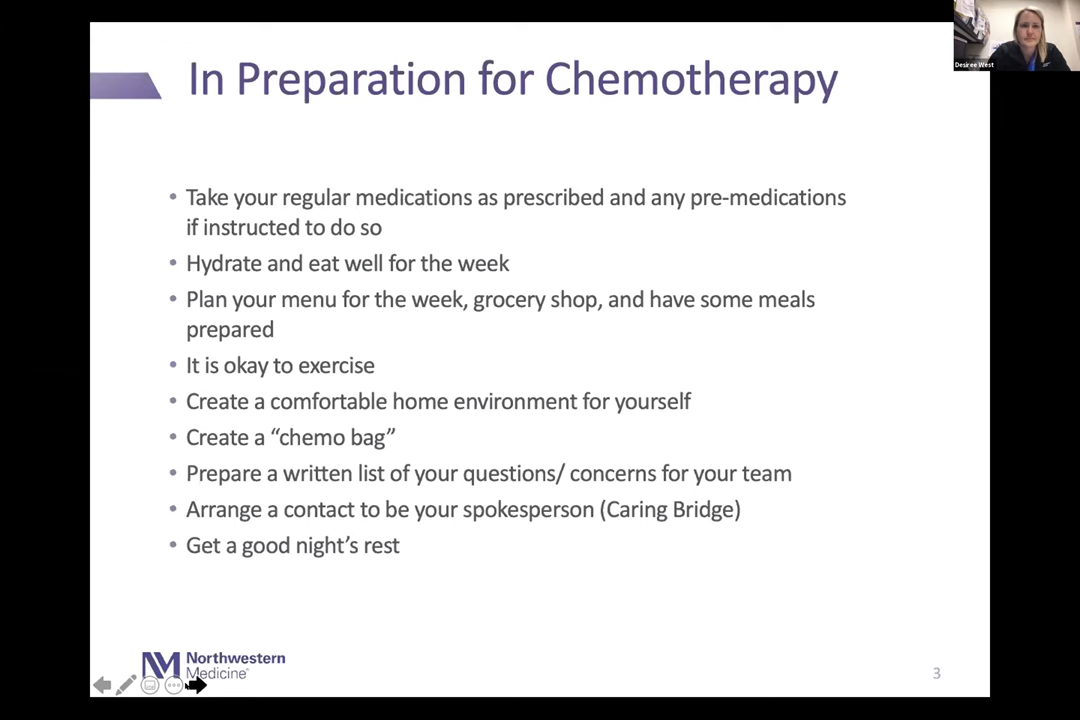 Desiree West
In Preparation for Chemotherapy
• Take your regular medications as prescribed and any pre-medications
if instructed to do so
• Hydrate and eat well for the week
• Plan your menu for the week, grocery shop, and have some meals
prepared
• It is okay to exercise
• Create a comfortable home environment for yourself
• Create a “chemo bag”
• Prepare a written list of your questions/ concerns for your team
• Arrange a contact to be your spokesperson (Caring Bridge)
• Get a good night’s rest
NM Northwestern
Medicine®
3